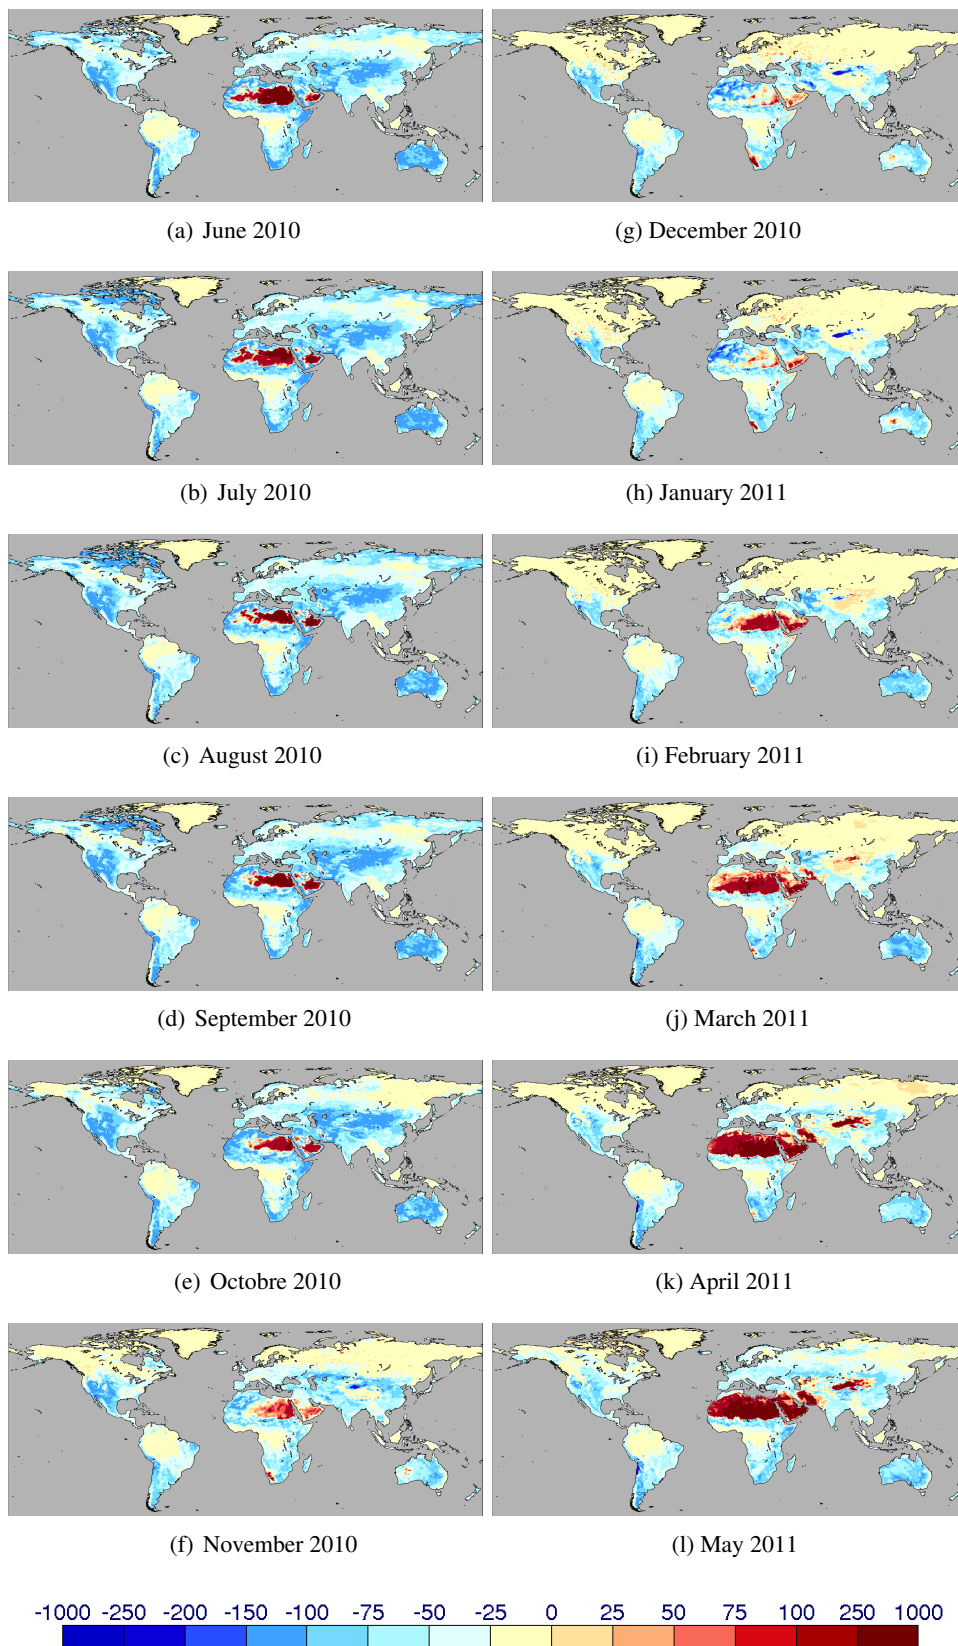 (a) June 2010
(g) December 2010
(b) July 2010
(h) January 2011
(c) August 2010
(i) February 2011
(d) September 2010
(j) March 2011
(e) Octobre 2010
(k) April 2011
(f) November 2010
(l) May 2011
-1000 -250 -200 -150 -100 -75 -50 -25 0 25 50 75 100 250 1000